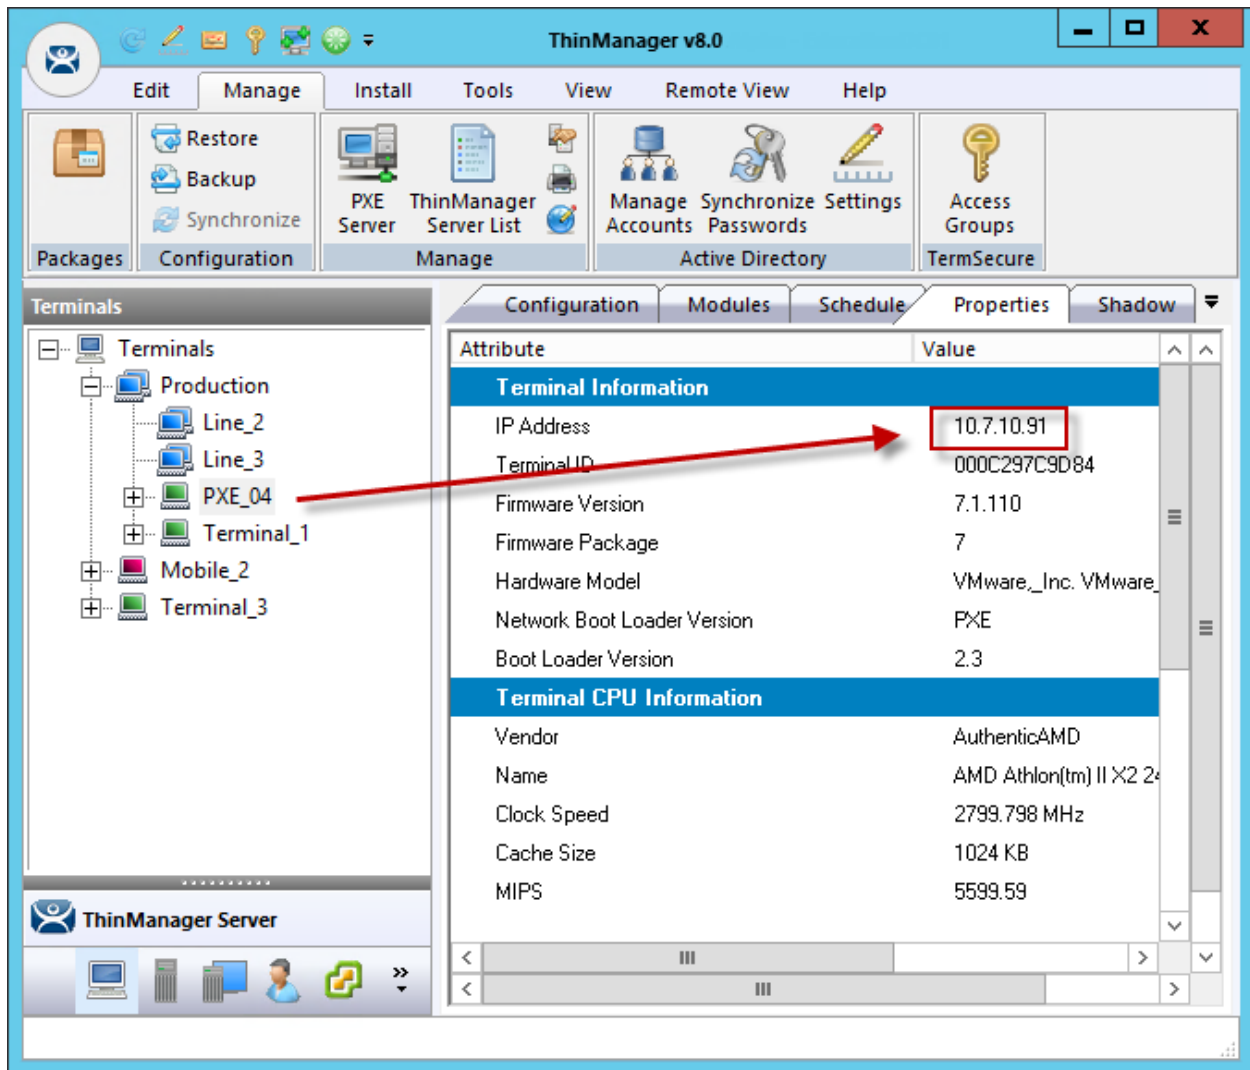 ThinManager v8.0
Edit Manage Install Tools View Remote View Help
Restore
Backup
Synchronize
PXE Server
ThinManager Server List
Manage Accounts
Synchronize Passwords
Settings
Access Groups
Packages Configuration Manage Active Directory TermSecure
Terminals
Terminals
Production
Line_2
Line_3
PXE_04
Terminal_1
Mobile_2
Terminal_3
ThinManager Server
Configuration Modules Schedule Properties Shadow
Attribute Value
Terminal Information
IP Address 10.7.10.91
Terminal ID 000C297C9D84
Firmware Version 7.1.110
Firmware Package 7
Hardware Model VMware,_Inc. VMware_
Network Boot Loader Version PXE
Boot Loader Version 2.3
Terminal CPU Information
Vendor AuthenticAMD
Name AMD Athlon(tm) II X2 24
Clock Speed 2799.798 MHz
Cache Size 1024 KB
MIPS 5599.59